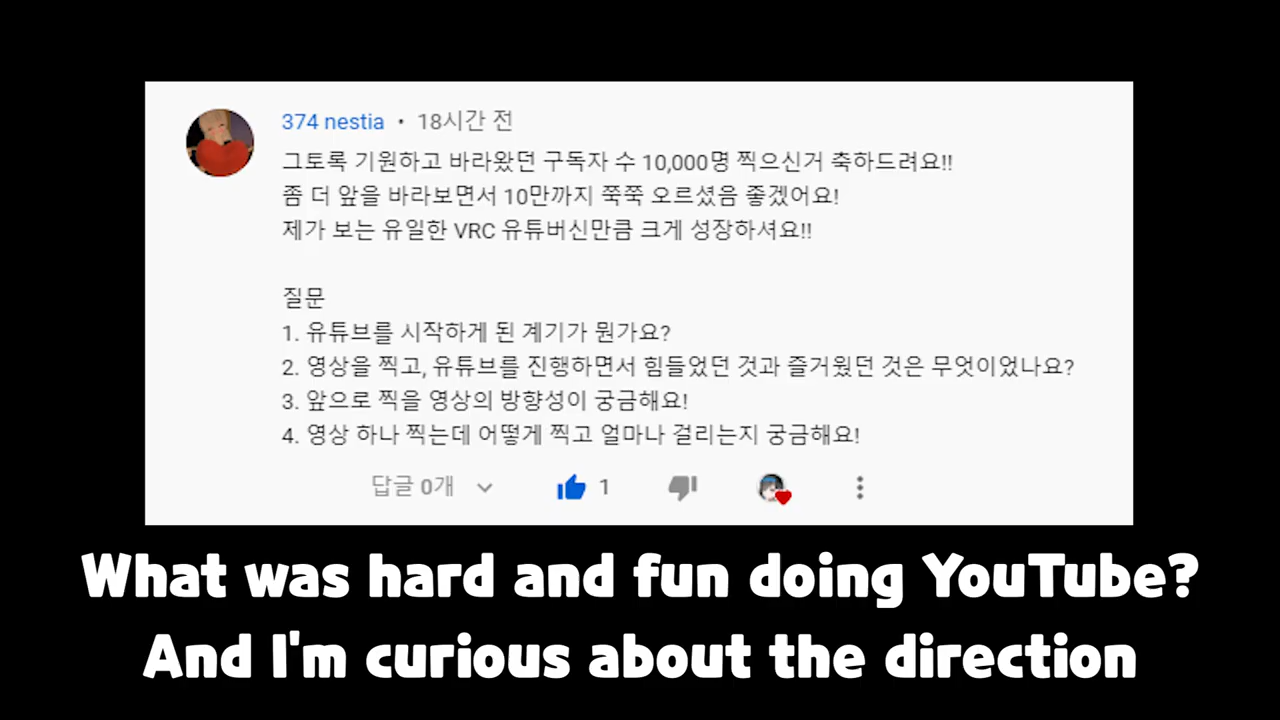 374 nestia • 18시간 전
그토록 기원하고 바라왔던 구독자 수 10,000명 찍으신거 축하드려요!!
좀 더 앞을 바라보면서 10만까지 쭉쭉 오르셨음 좋겠어요!
제가 보는 유일한 VRC 유튜버신만큼 크게 성장하셔요!!
질문
1. 유튜브를 시작하게 된 계기가 뭔가요?
2. 영상을 찍고, 유튜브를 진행하면서 힘들었던 것과 즐거웠던 것은 무엇이었나요?
3. 앞으로 찍을 영상의 방향성이 궁금해요!
4. 영상 하나 찍는데 어떻게 찍고 얼마나 걸리는지 궁금해요!
답글 0개 1
What was hard and fun doing YouTube?
And I'm curious about the direction